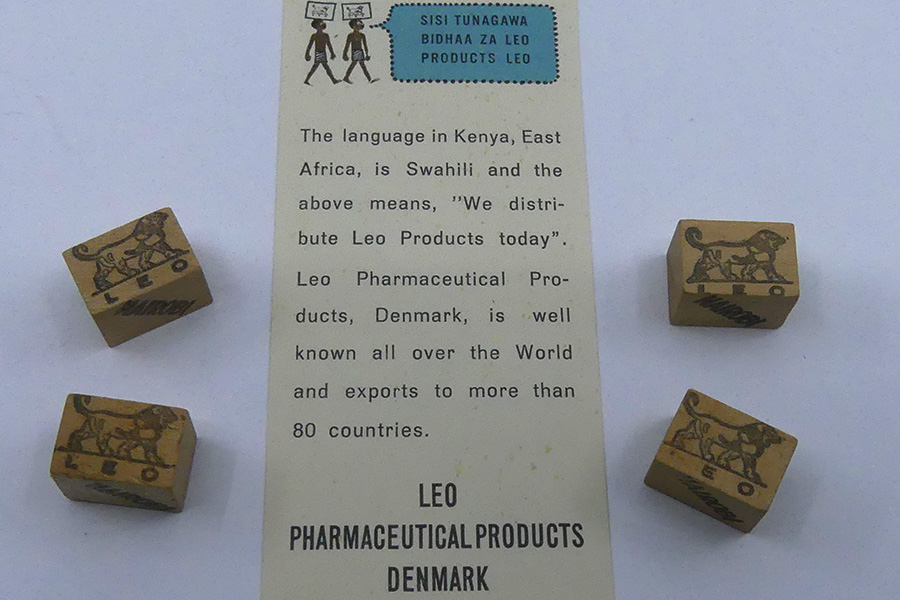 SISI TUNAGAWA
BIDHAA ZA LEO
PRODUCTS LEO
The language in Kenya, East
Africa, is Swahili and the
above means, ”We distri-
bute Leo Products today”.
Leo Pharmaceutical Pro-
ducts, Denmark, is well
known all over the World
and exports to more than
80 countries.
LEO
PHARMACEUTICAL PRODUCTS
DENMARK
LEO
NAIROBI
LEO
NAIROBI
LEO
NAIROBI
LEO
NAIROBI